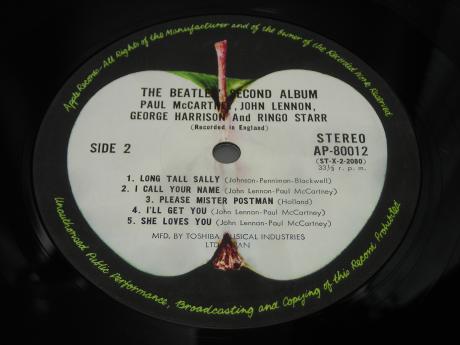 Apple Records · All Rights of the Manufacturer and of the Owner of the Recorded Work Reserved
THE BEATLES' SECOND ALBUM
PAUL McCARTNEY, JOHN LENNON,
GEORGE HARRISON And RINGO STARR
(Recorded in England)
STEREO
SIDE 2
AP-80012
(ST-X-2-2080)
33⅓ r. p. m.
1. LONG TALL SALLY (Johnson-Penniman-Blackwell)
2. I CALL YOUR NAME (John Lennon-Paul McCartney)
3. PLEASE MISTER POSTMAN (Holland)
4. I'LL GET YOU (John Lennon-Paul McCartney)
5. SHE LOVES YOU (John Lennon-Paul McCartney)
MFD. BY TOSHIBA MUSICAL INDUSTRIES
LTD. JAPAN
Unauthorised Public Performance, Broadcasting and Copying of this Record Prohibited